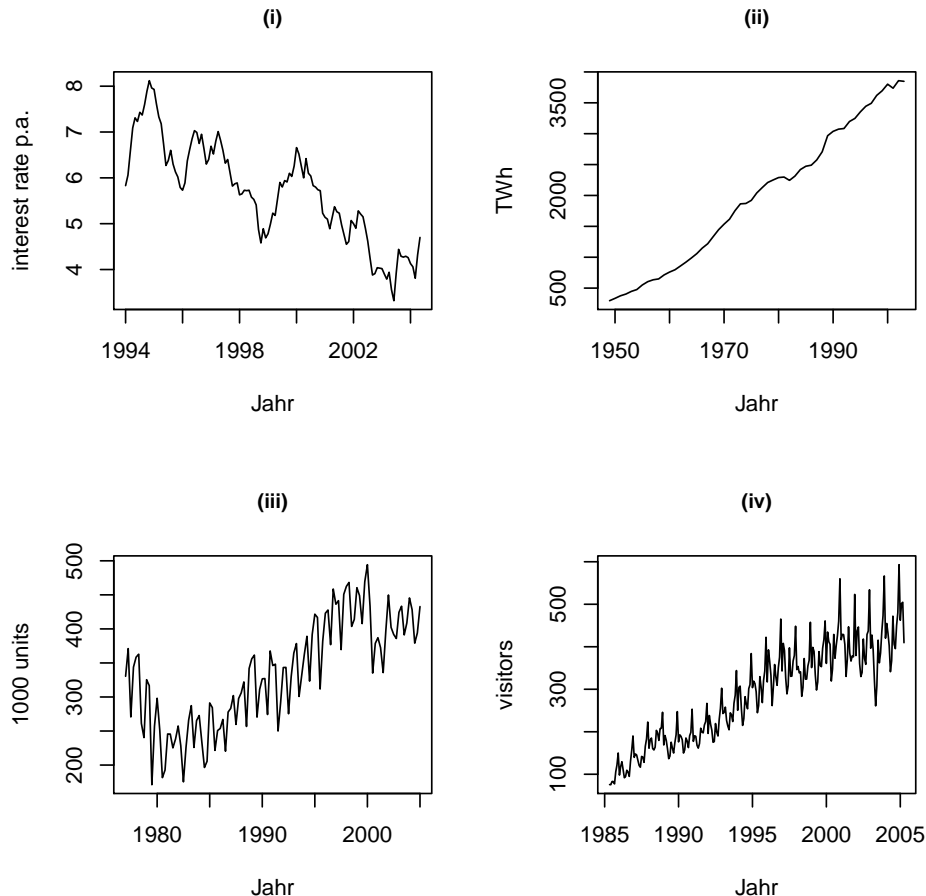 (i)
interest rate p.a.
8
7
6
5
4
1994 1998 2002
Jahr
(ii)
TWh
3500
2000
500
1950 1970 1990
Jahr
(iii)
1000 units
500
400
300
200
1980 1990 2000
Jahr
(iv)
visitors
500
300
100
1985 1990 1995 2000 2005
Jahr